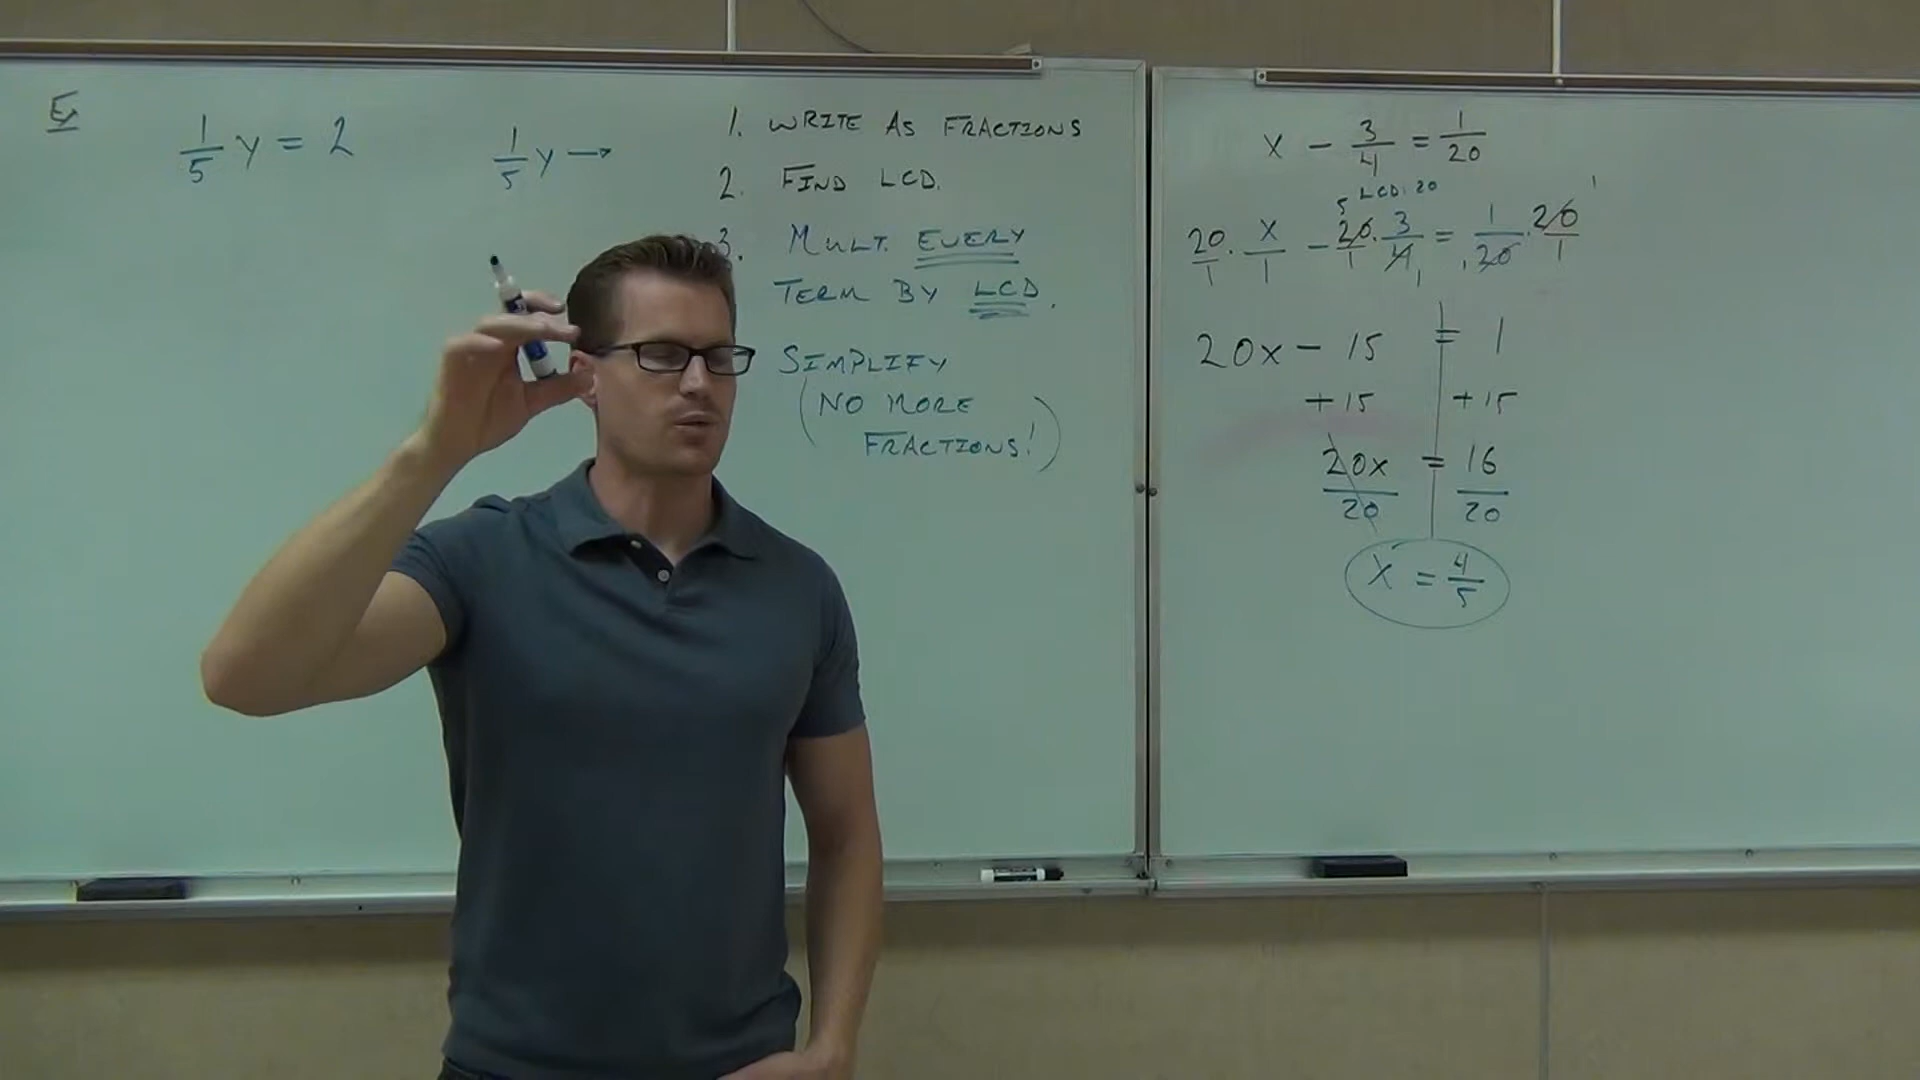 Ex
1/5 y = 2
1/5 y →
1. WRITE AS FRACTIONS
2. FIND LCD.
3. MULT. EVERY
TERM BY LCD.
SIMPLIFY
(NO MORE
FRACTIONS!)
x - 3/4 = 1/20
LCD: 20
20/1 · x/1 - 20/1 · 3/4 = 1/20 · 20/1
20x - 15 = 1
+15 +15
20x/20 = 16/20
x = 4/5